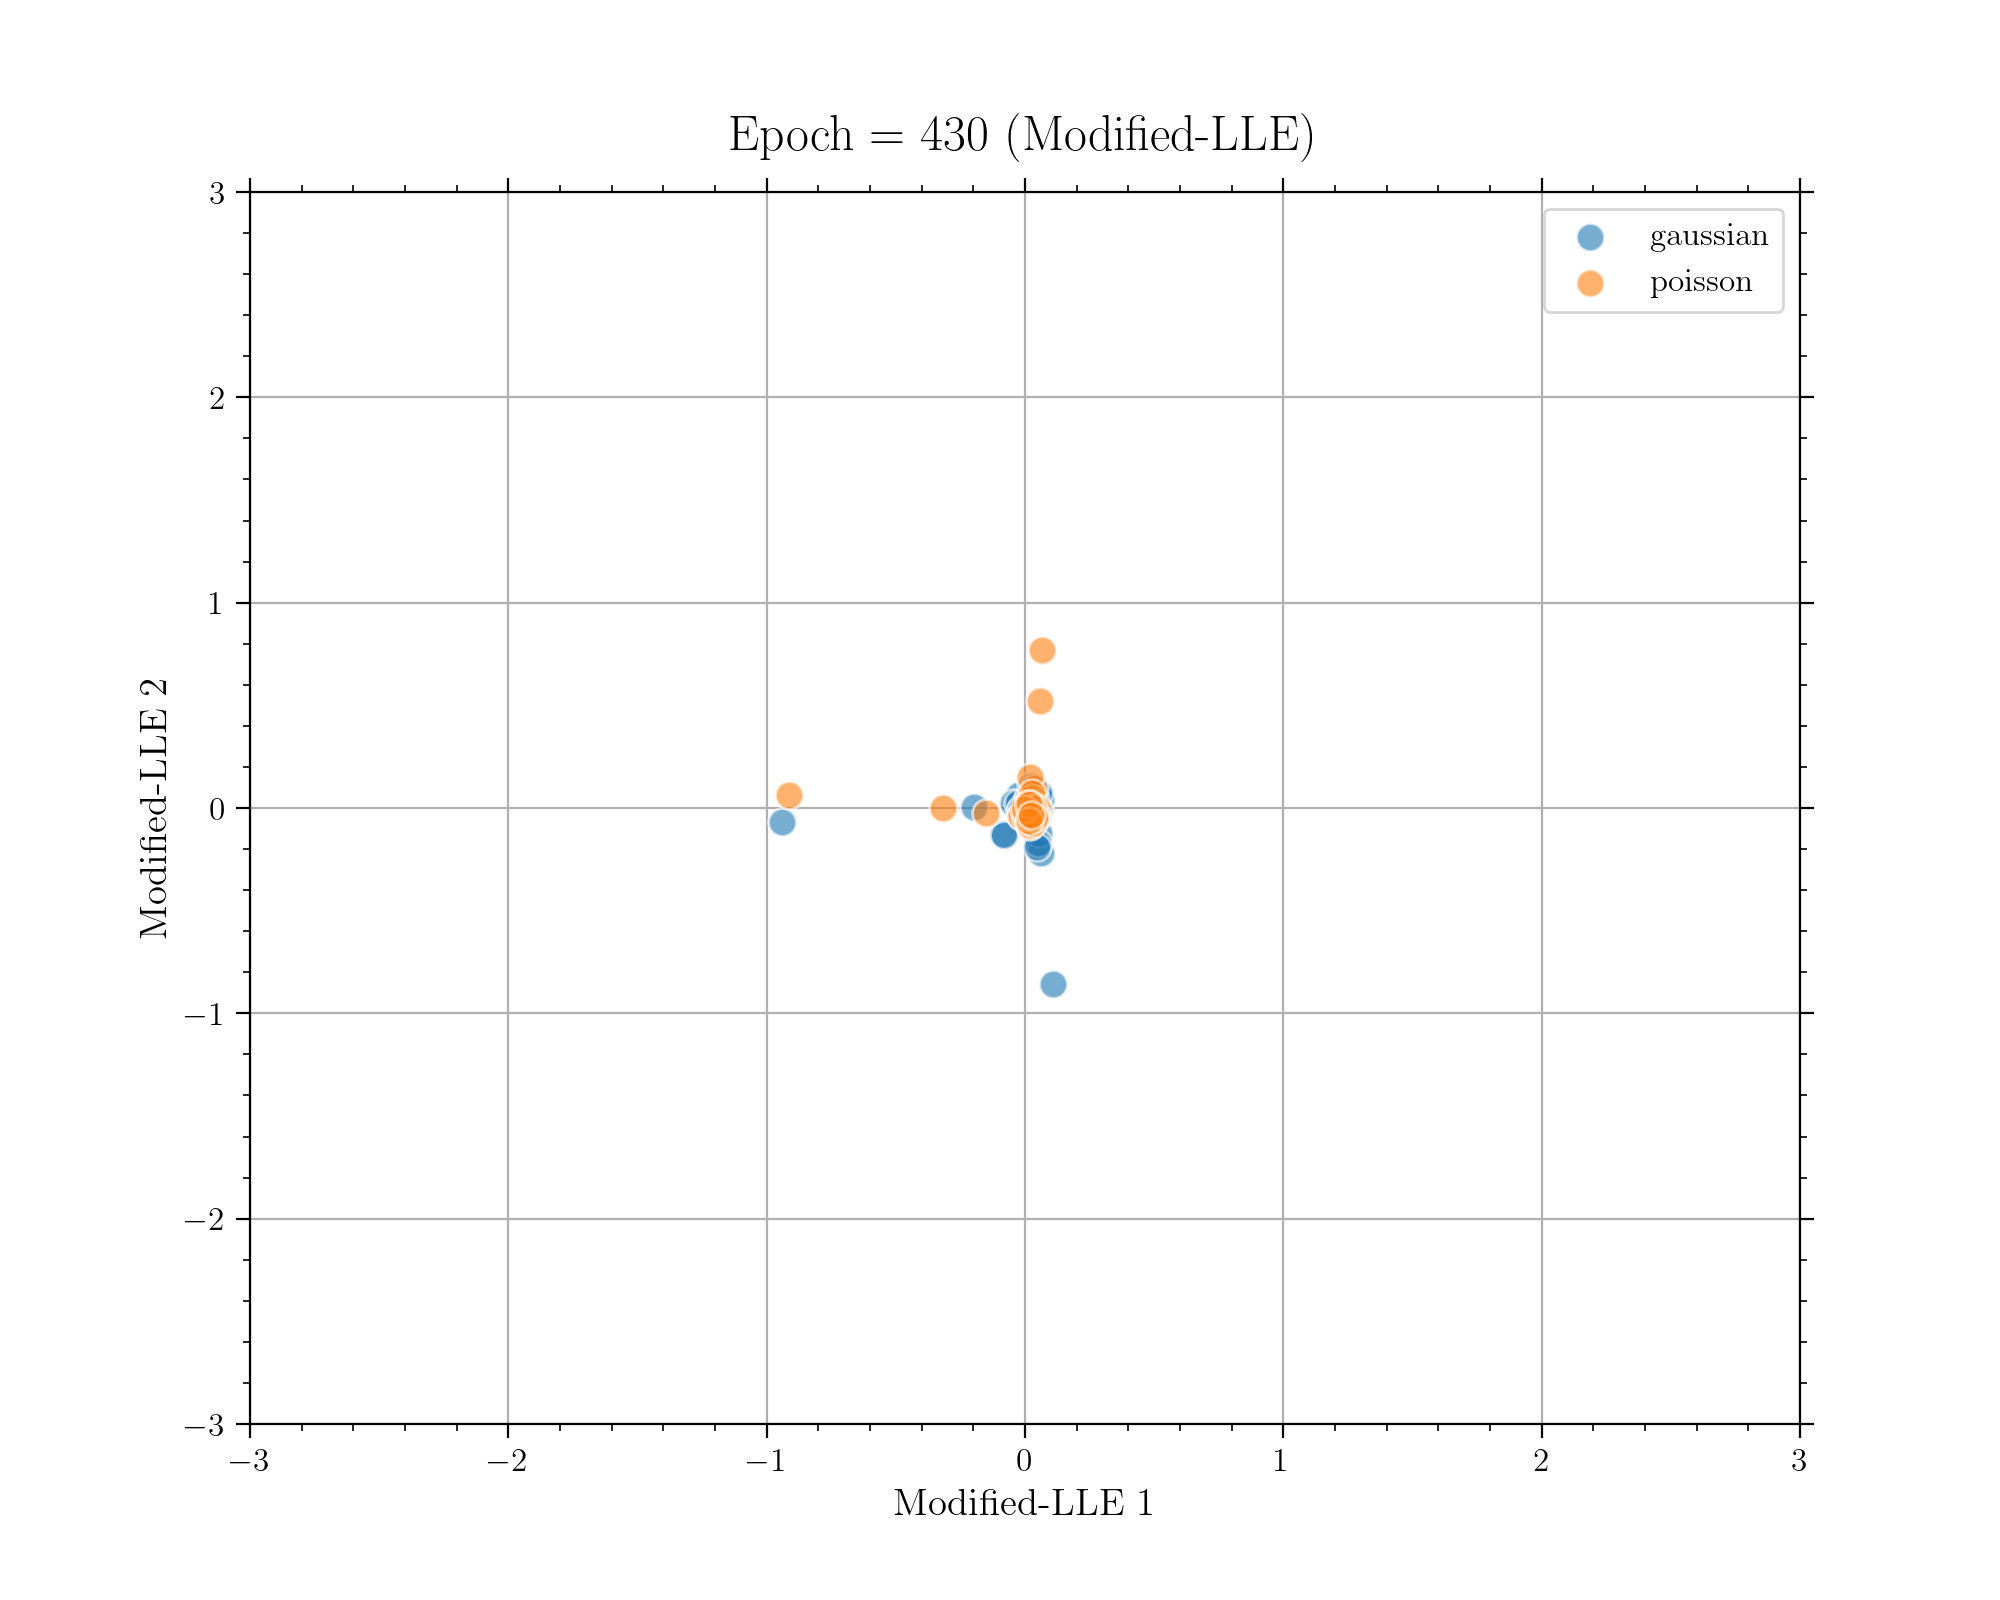 Epoch = 430 (Modified-LLE)
gaussian
poisson
3
2
1
0
−1
−2
−3
Modified-LLE 2
−3
−2
−1
0
1
2
3
Modified-LLE 1